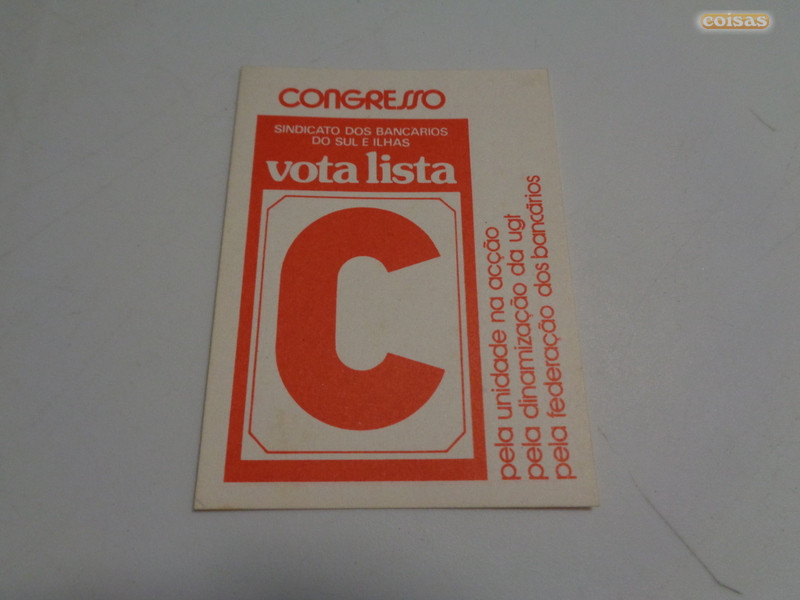 coisas
CONGRESSO
SINDICATO DOS BANCARIOS
DO SUL E ILHAS
vota lista
C
pela unidade na acção
pela dinamização da ugt
pela federação dos bancários